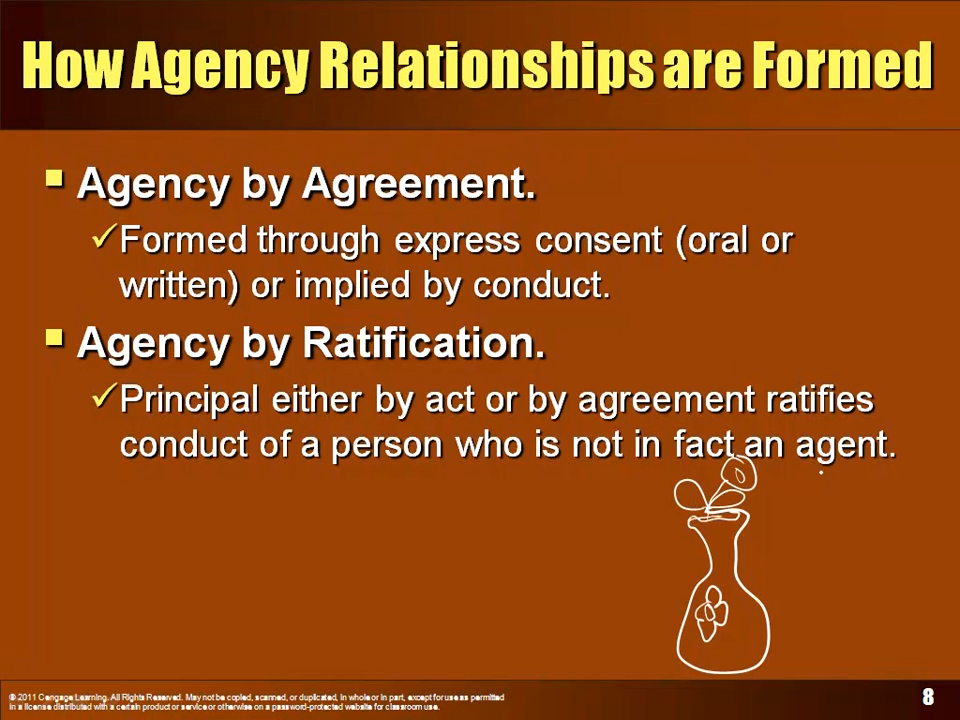 How Agency Relationships are Formed
Agency by Agreement.
Formed through express consent (oral or
written) or implied by conduct.
Agency by Ratification.
Principal either by act or by agreement ratifies
conduct of a person who is not in fact an agent.
© 2011 Cengage Learning. All Rights Reserved. May not be copied, scanned, or duplicated, in whole or in part, except for use as permitted
in a license distributed with a certain product or service or otherwise on a password-protected website for classroom use.
8